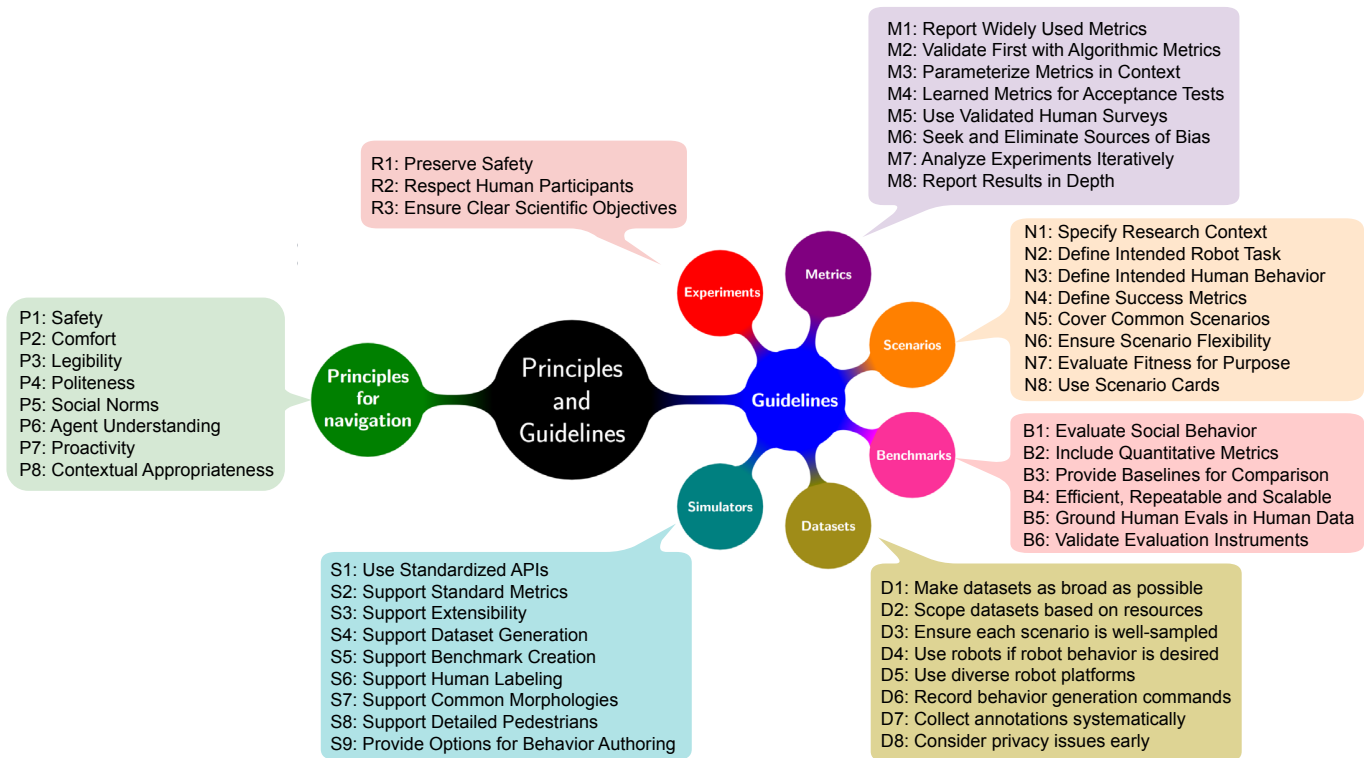 M1: Report Widely Used Metrics
M2: Validate First with Algorithmic Metrics
M3: Parameterize Metrics in Context
M4: Learned Metrics for Acceptance Tests
M5: Use Validated Human Surveys
M6: Seek and Eliminate Sources of Bias
M7: Analyze Experiments Iteratively
M8: Report Results in Depth
R1: Preserve Safety
R2: Respect Human Participants
R3: Ensure Clear Scientific Objectives
N1: Specify Research Context
N2: Define Intended Robot Task
N3: Define Intended Human Behavior
N4: Define Success Metrics
N5: Cover Common Scenarios
N6: Ensure Scenario Flexibility
N7: Evaluate Fitness for Purpose
N8: Use Scenario Cards
Experiments
Metrics
Scenarios
P1: Safety
P2: Comfort
P3: Legibility
P4: Politeness
P5: Social Norms
P6: Agent Understanding
P7: Proactivity
P8: Contextual Appropriateness
Principles
for
navigation
Principles
and
Guidelines
Guidelines
Benchmarks
B1: Evaluate Social Behavior
B2: Include Quantitative Metrics
B3: Provide Baselines for Comparison
B4: Efficient, Repeatable and Scalable
B5: Ground Human Evals in Human Data
B6: Validate Evaluation Instruments
Simulators
Datasets
S1: Use Standardized APIs
S2: Support Standard Metrics
S3: Support Extensibility
S4: Support Dataset Generation
S5: Support Benchmark Creation
S6: Support Human Labeling
S7: Support Common Morphologies
S8: Support Detailed Pedestrians
S9: Provide Options for Behavior Authoring
D1: Make datasets as broad as possible
D2: Scope datasets based on resources
D3: Ensure each scenario is well-sampled
D4: Use robots if robot behavior is desired
D5: Use diverse robot platforms
D6: Record behavior generation commands
D7: Collect annotations systematically
D8: Consider privacy issues early